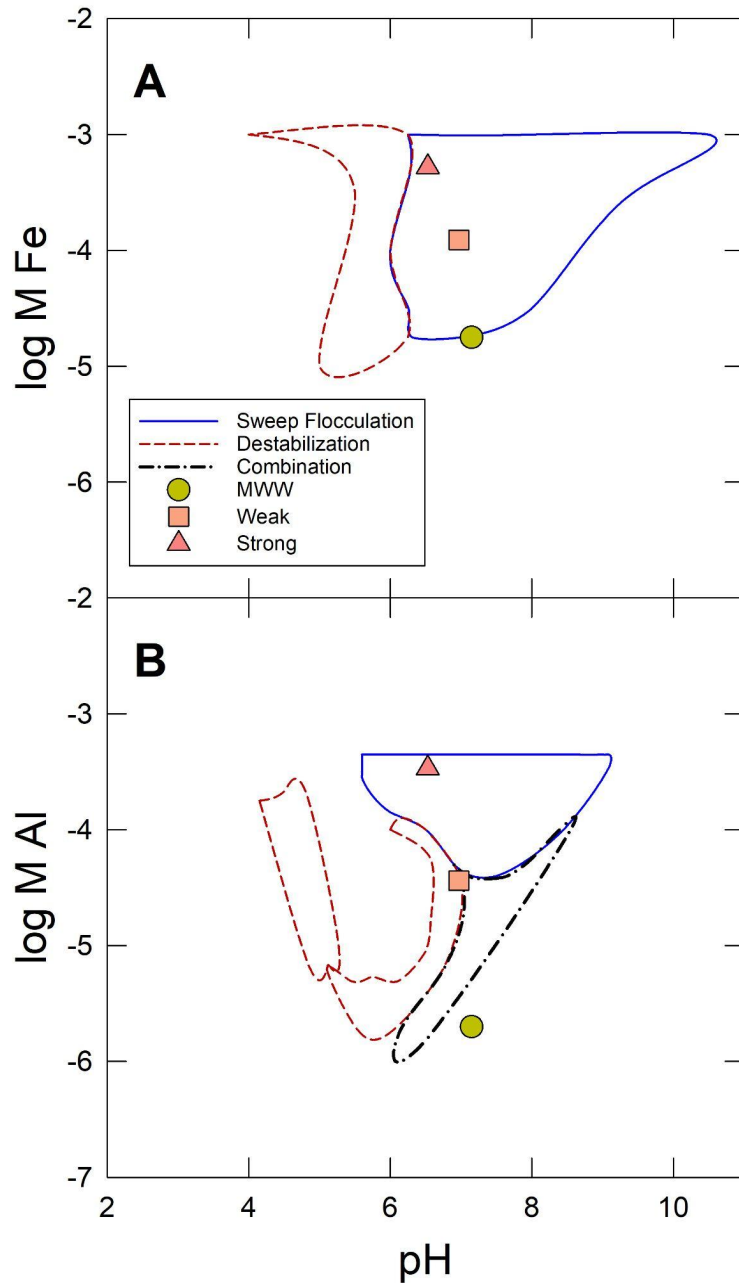 -2
A
-3
-4
-5
-6
log M Fe
Sweep Flocculation
Destabilization
Combination
MWW
Weak
Strong
-2
B
-3
-4
-5
-6
-7
log M Al
2 4 6 8 10
pH